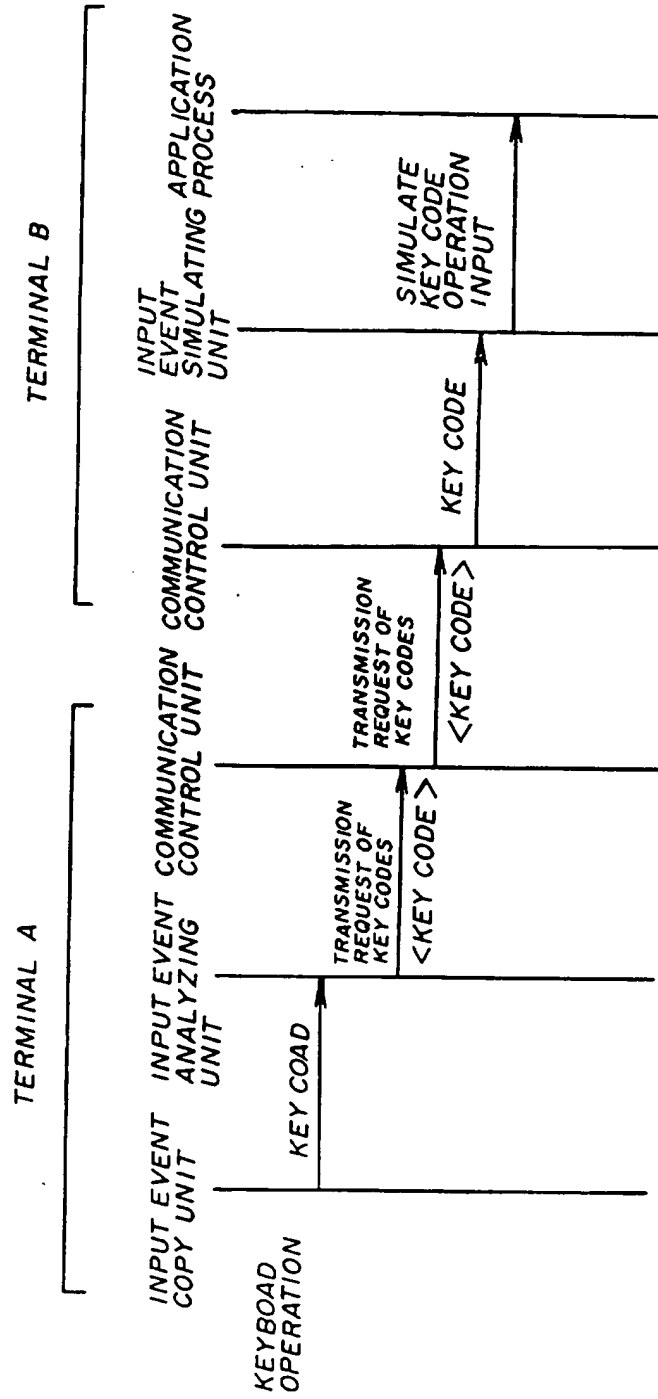 TERMINAL A
TERMINAL B
INPUT EVENT
COPY UNIT
INPUT EVENT
ANALYZING
UNIT
COMMUNICATION
CONTROL UNIT
COMMUNICATION
CONTROL UNIT
INPUT
EVENT
SIMULATING
UNIT
APPLICATION
PROCESS
KEYBOAD
OPERATION
KEY COAD
TRANSMISSION
REQUEST OF
KEY CODES
<KEY CODE>
TRANSMISSION
REQUEST OF
KEY CODES
<KEY CODE>
KEY CODE
SIMULATE
KEY CODE
OPERATION
INPUT